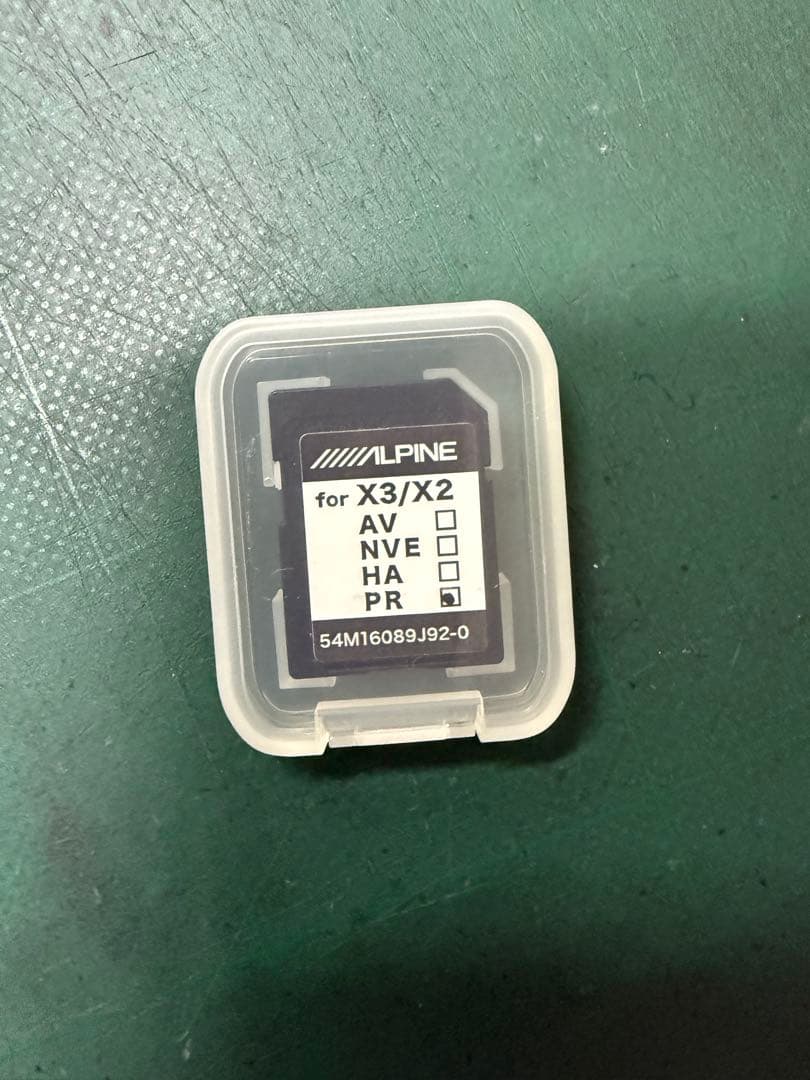 ALPINE
for X3/X2
AV
NVE
HA
PR
54M16089J92-0